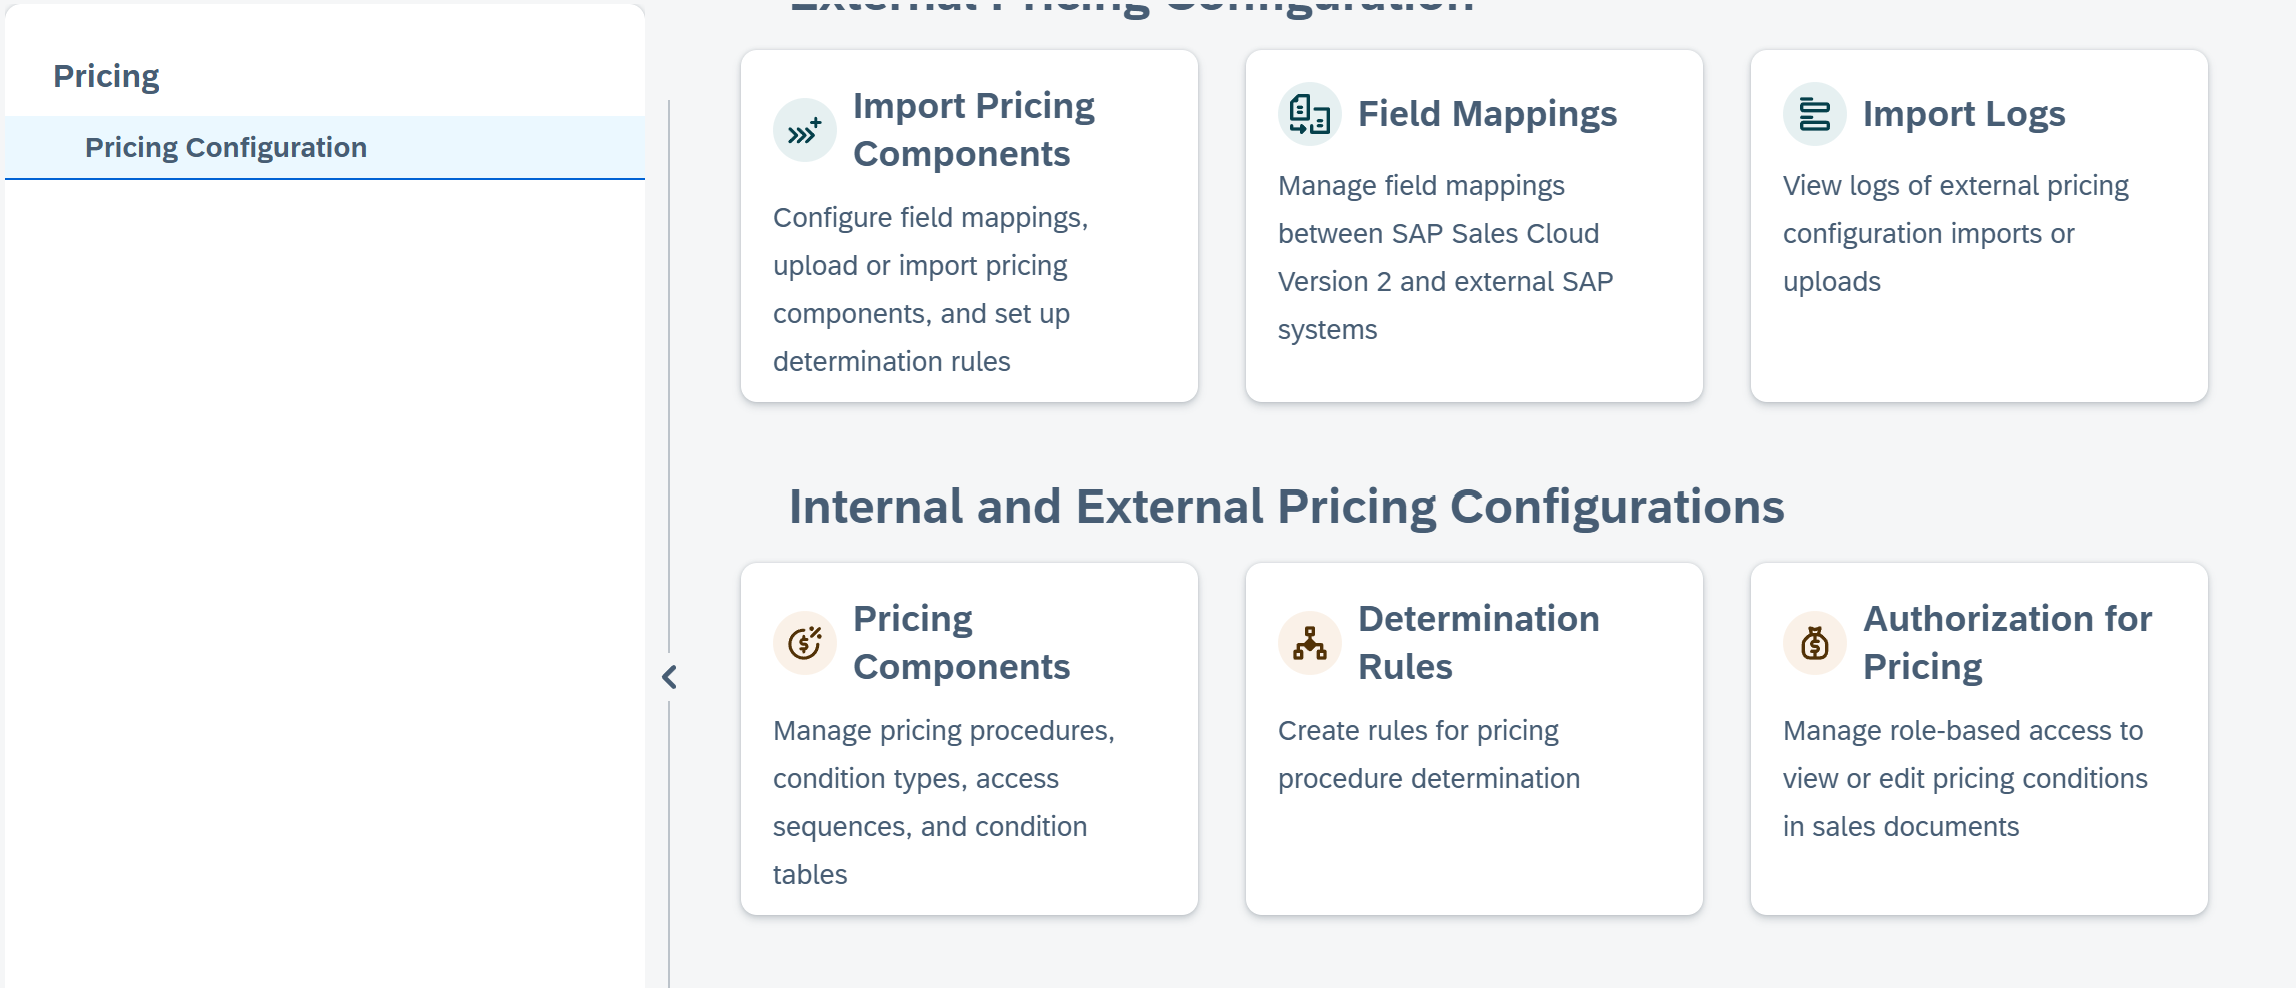 Pricing
Pricing Configuration
External Pricing Configuration
Import Pricing
Components
Configure field mappings,
upload or import pricing
components, and set up
determination rules
Field Mappings
Manage field mappings
between SAP Sales Cloud
Version 2 and external SAP
systems
Import Logs
View logs of external pricing
configuration imports or
uploads
Internal and External Pricing Configurations
Pricing
Components
Manage pricing procedures,
condition types, access
sequences, and condition
tables
Determination
Rules
Create rules for pricing
procedure determination
Authorization for
Pricing
Manage role-based access to
view or edit pricing conditions
in sales documents